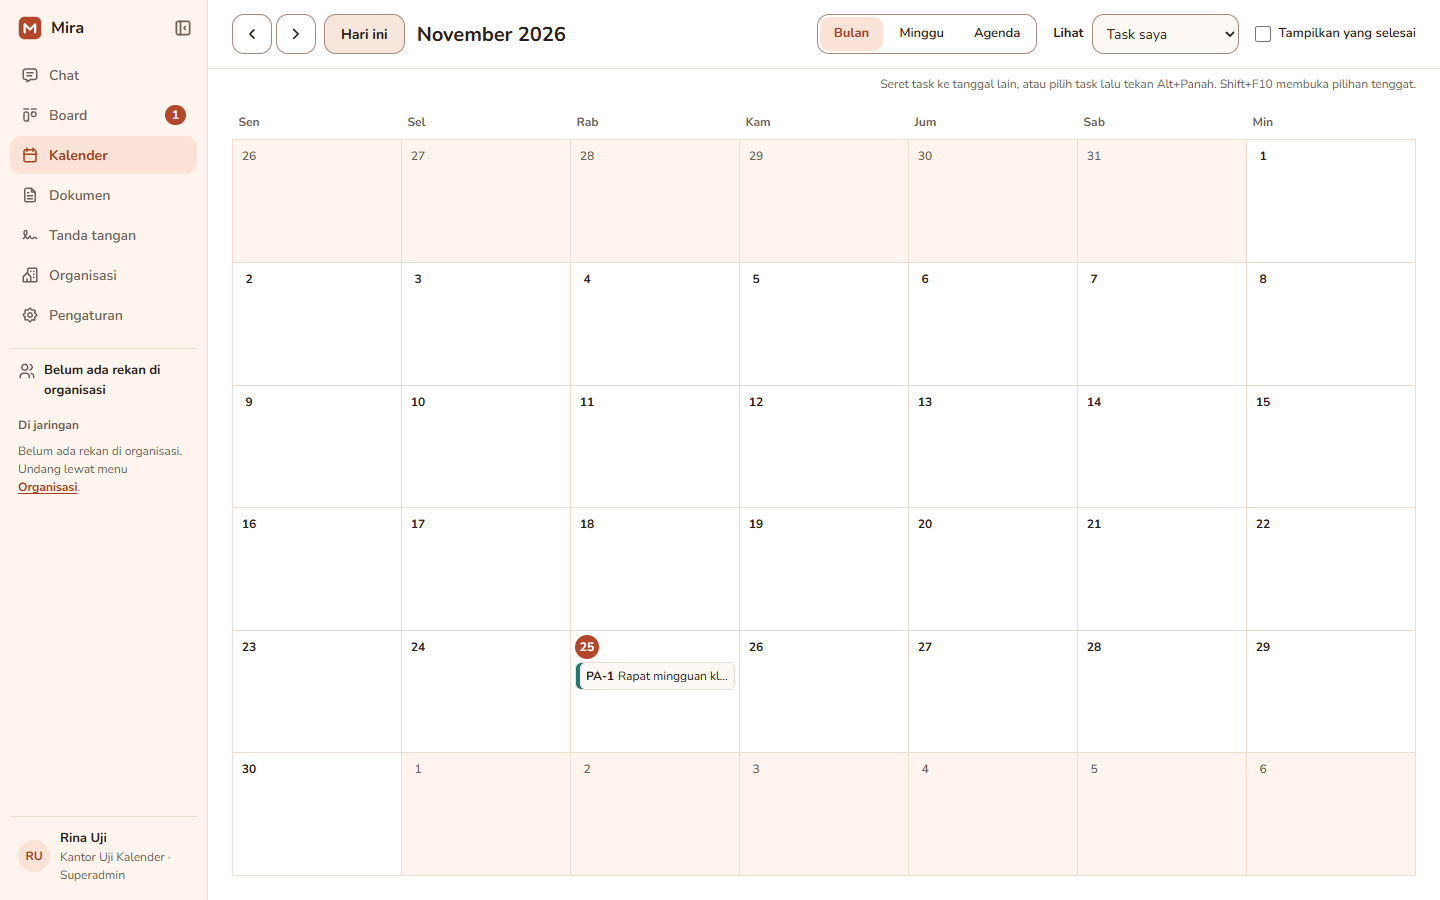 Mira
Chat
Board 1
Kalender
Dokumen
Tanda tangan
Organisasi
Pengaturan
Belum ada rekan di
organisasi
Di jaringan
Belum ada rekan di organisasi.
Undang lewat menu
Organisasi.
RU
Rina Uji
Kantor Uji Kalender ·
Superadmin
Hari ini November 2026 Bulan Minggu Agenda Lihat Task saya Tampilkan yang selesai
Seret task ke tanggal lain, atau pilih task lalu tekan Alt+Panah. Shift+F10 membuka pilihan tenggat.
Sen Sel Rab Kam Jum Sab Min
26 27 28 29 30 31 1
2 3 4 5 6 7 8
9 10 11 12 13 14 15
16 17 18 19 20 21 22
23 24 25 26 27 28 29
PA-1 Rapat mingguan kl...
30 1 2 3 4 5 6